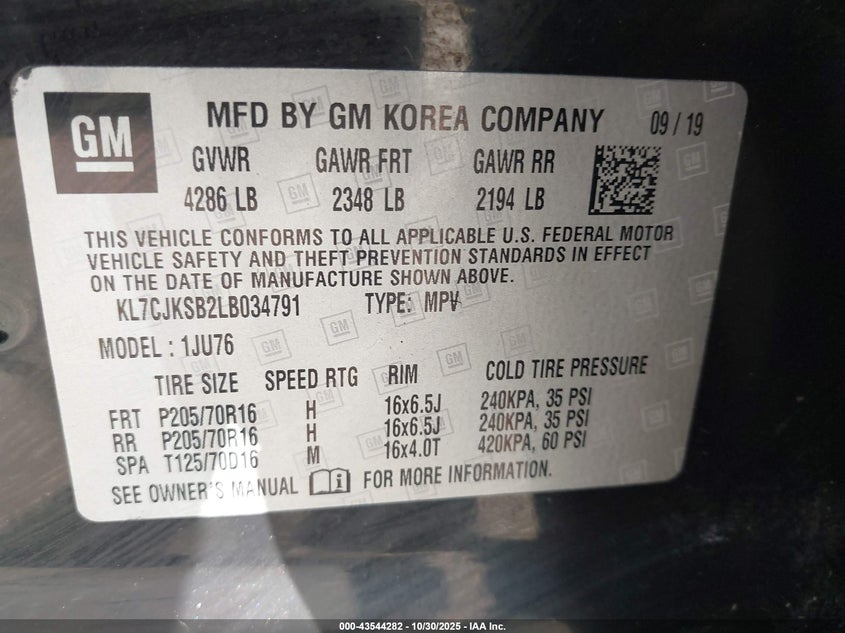 GM
MFD BY GM KOREA COMPANY 09 / 19
GVWR GAWR FRT GAWR RR
4286 LB 2348 LB 2194 LB
THIS VEHICLE CONFORMS TO ALL APPLICABLE U.S. FEDERAL MOTOR
VEHICLE SAFETY AND THEFT PREVENTION STANDARDS IN EFFECT
ON THE DATE OF MANUFACTURE SHOWN ABOVE.
KL7CJKSB2LB034791 TYPE: MPV
MODEL : 1JU76
TIRE SIZE SPEED RTG RIM COLD TIRE PRESSURE
FRT P205/70R16 H 16x6.5J 240KPA, 35 PSI
RR P205/70R16 H 16x6.5J 240KPA, 35 PSI
SPA T125/70D16 M 16x4.0T 420KPA, 60 PSI
SEE OWNER'S MANUAL i FOR MORE INFORMATION.
000-43544282 - 10/30/2025 - IAA Inc.